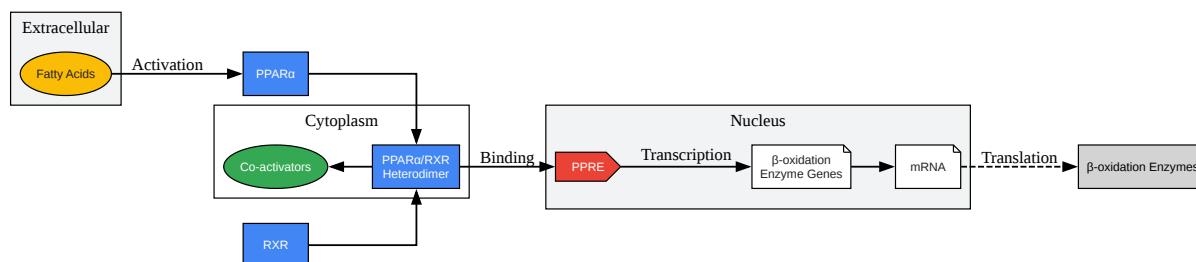 Extracellular
Fatty Acids
Activation
PPARα
Cytoplasm
Co-activators
PPARα/RXR
Heterodimer
RXR
Binding
Nucleus
PPRE
Transcription
β-oxidation
Enzyme Genes
mRNA
Translation
β-oxidation Enzymes